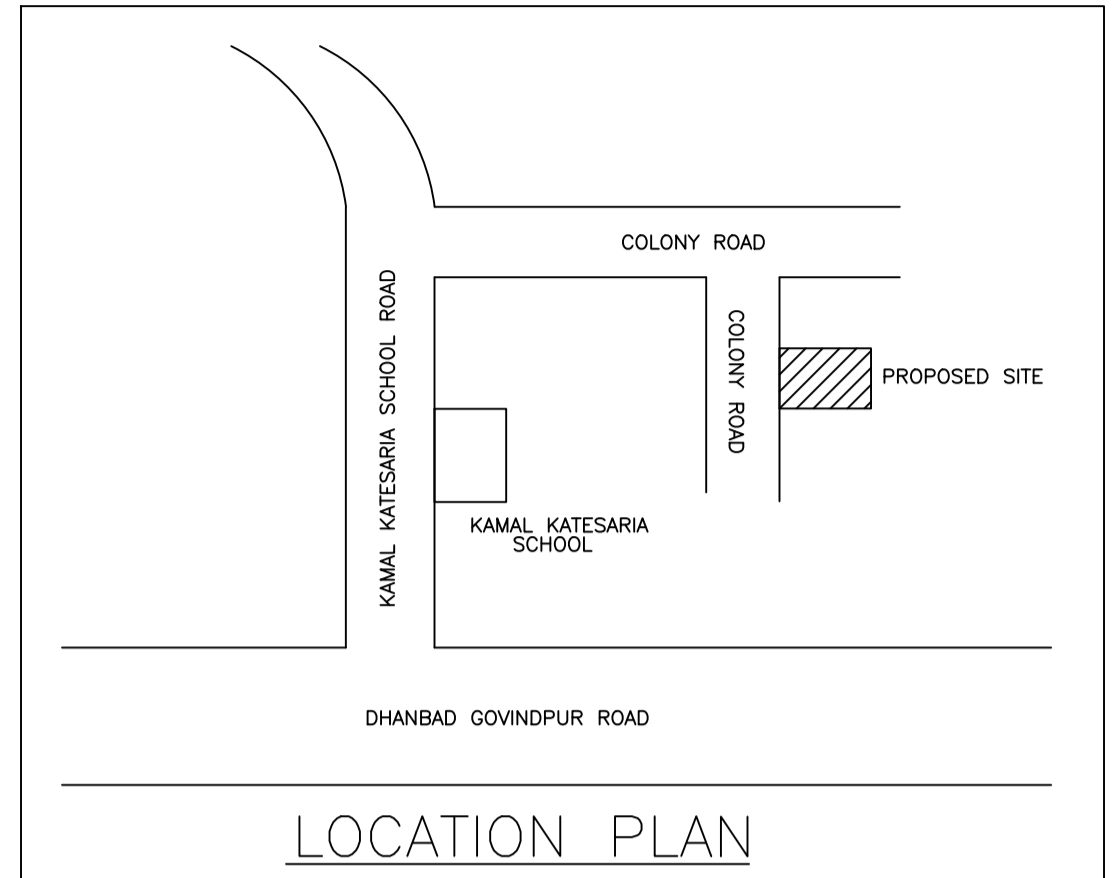 COLONY ROAD
KAMAL KATESARIA SCHOOL ROAD
COLONY ROAD
PROPOSED SITE
KAMAL KATESARIA
SCHOOL
DHANBAD GOVINDPUR ROAD
LOCATION PLAN